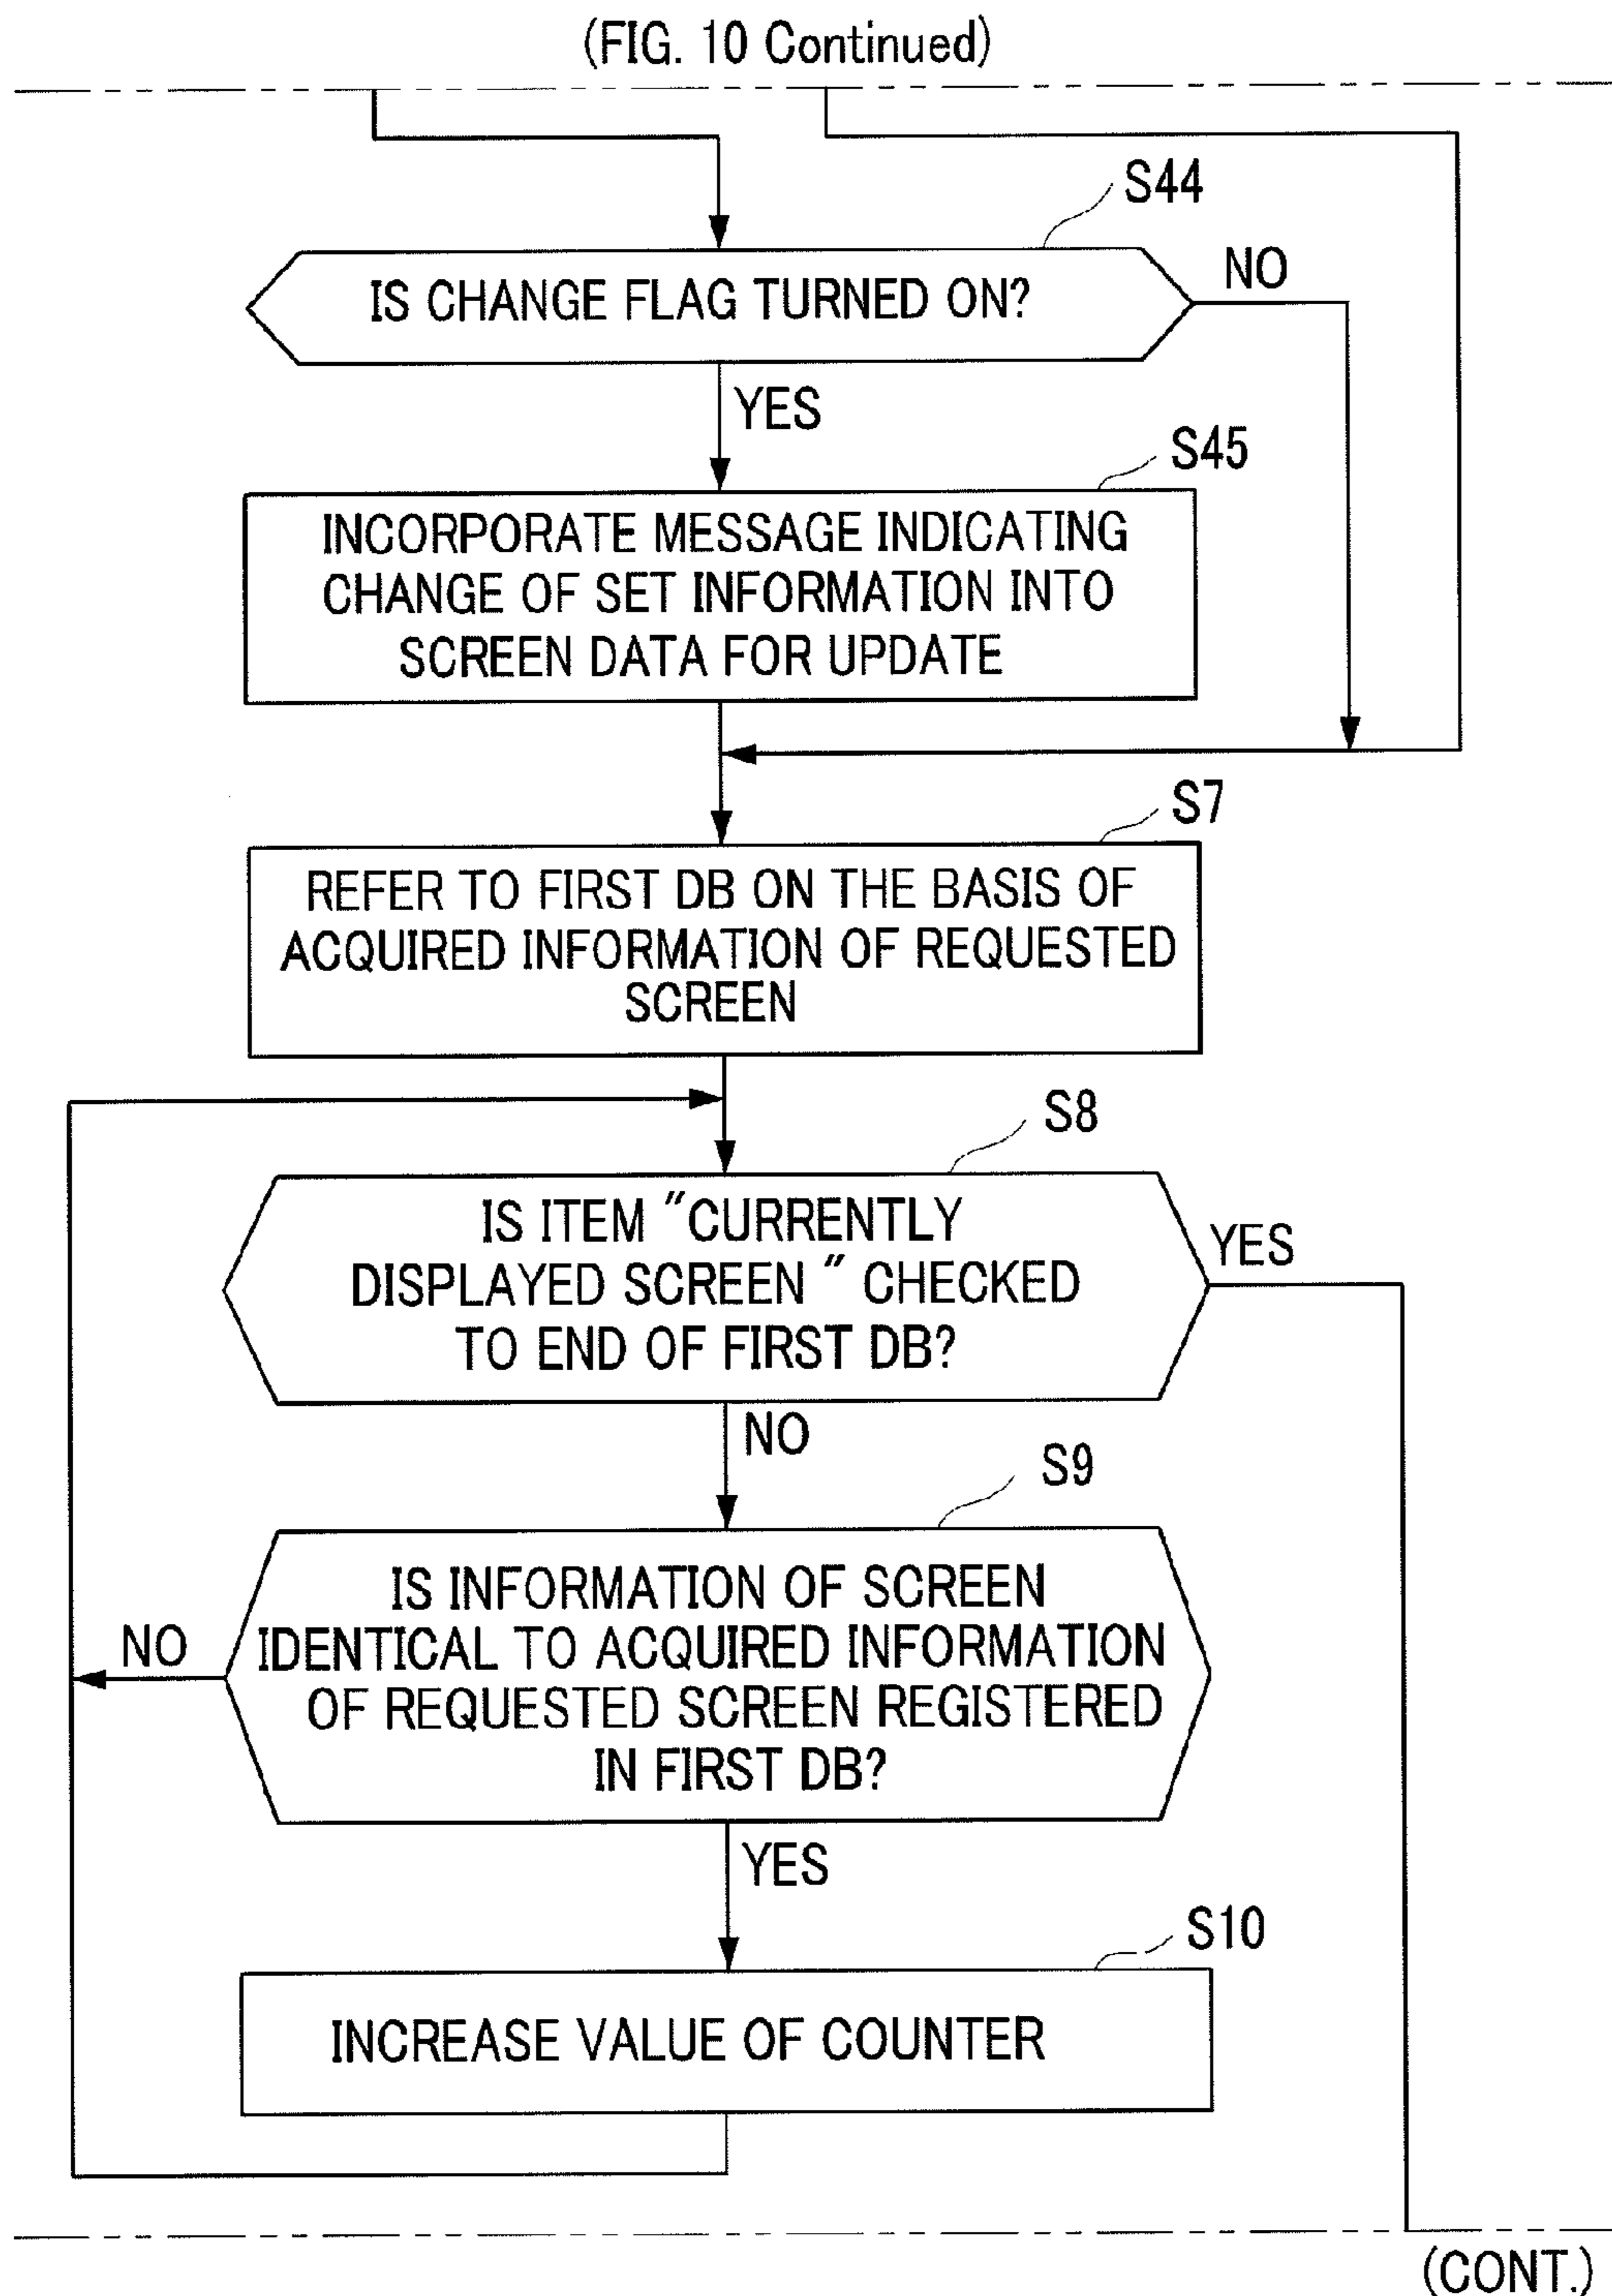 (FIG. 10 Continued)
S44
IS CHANGE FLAG TURNED ON?
NO
YES
S45
INCORPORATE MESSAGE INDICATING
CHANGE OF SET INFORMATION INTO
SCREEN DATA FOR UPDATE
S7
REFER TO FIRST DB ON THE BASIS OF
ACQUIRED INFORMATION OF REQUESTED
SCREEN
S8
IS ITEM "CURRENTLY
DISPLAYED SCREEN " CHECKED
TO END OF FIRST DB?
YES
NO
S9
IS INFORMATION OF SCREEN
IDENTICAL TO ACQUIRED INFORMATION
OF REQUESTED SCREEN REGISTERED
IN FIRST DB?
NO
YES
S10
INCREASE VALUE OF COUNTER
(CONT.)